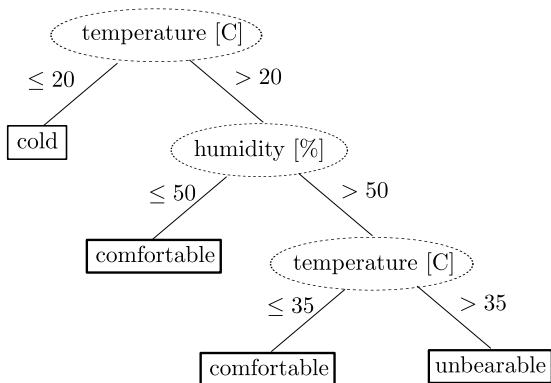 temperature [C]
≤ 20
> 20
cold
humidity [%]
≤ 50
> 50
comfortable
temperature [C]
≤ 35
> 35
comfortable
unbearable